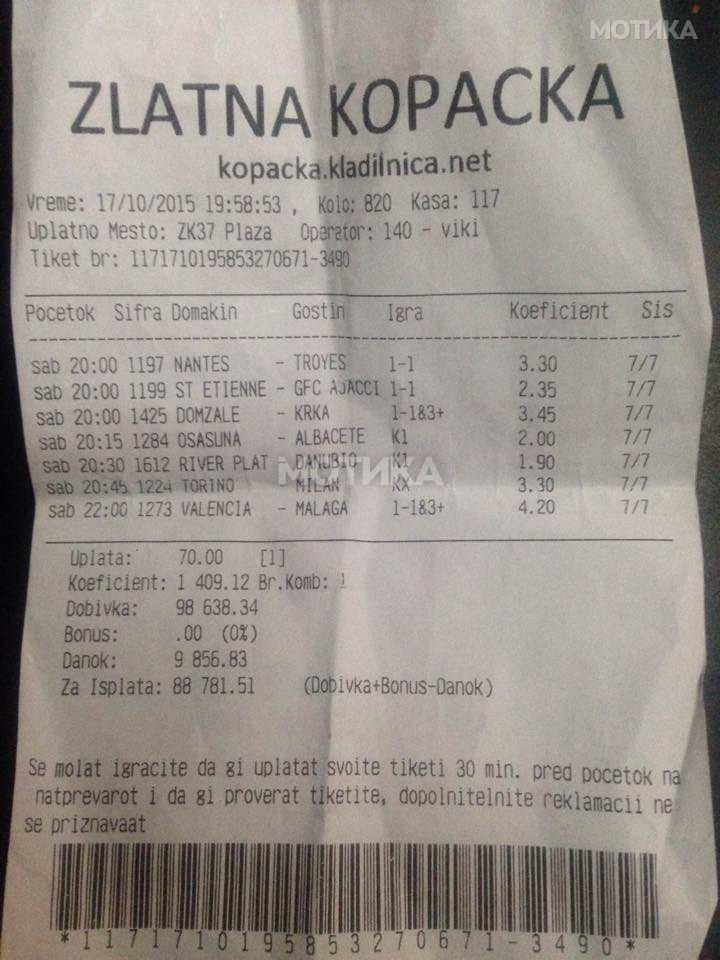 МОТИКА
ZLATNA KOPACKA
kopacka.kladilnica.net
Vreme: 17/10/2015 19:58:53 , Kolo: 820 Kasa: 117
Uplatno Mesto: ZK37 Plaza Operator: 140 - viki
Tiket br: 1171710195853270671-3490
Pocetok Sifra Domakin Gostin Igra Koeficient Sis
sab 20:00 1197 NANTES - TROYES 1-1 3.30 7/7
sab 20:00 1199 ST ETIENNE - GFC AJACCI 1-1 2.35 7/7
sab 20:00 1425 DOMZALE - KRKA 1-1&3+ 3.45 7/7
sab 20:15 1284 OSASUNA - ALBACETE K1 2.00 7/7
sab 20:30 1612 RIVER PLAT - DANUBIO K1 1.90 7/7
МОТИКА
sab 20:45 1224 TORINO - MILAN KX 3.30 7/7
sab 22:00 1273 VALENCIA - MALAGA 1-1&3+ 4.20 7/7
Uplata: 70.00 [1]
Koeficient: 1 409.12 Br.Komb: 1
Dobivka: 98 638.34
Bonus: .00 (0%)
Danok: 9 856.83
Za Isplata: 88 781.51 (Dobivka+Bonus-Danok)
Se molat igracite da gi uplatat svoite tiketi 30 min. pred pocetok na
natprevarot i da gi proverat tiketite, dopolnitelnite reklamacii ne
se priznavaat
МОТИКА
*1171710195853270671-3490*